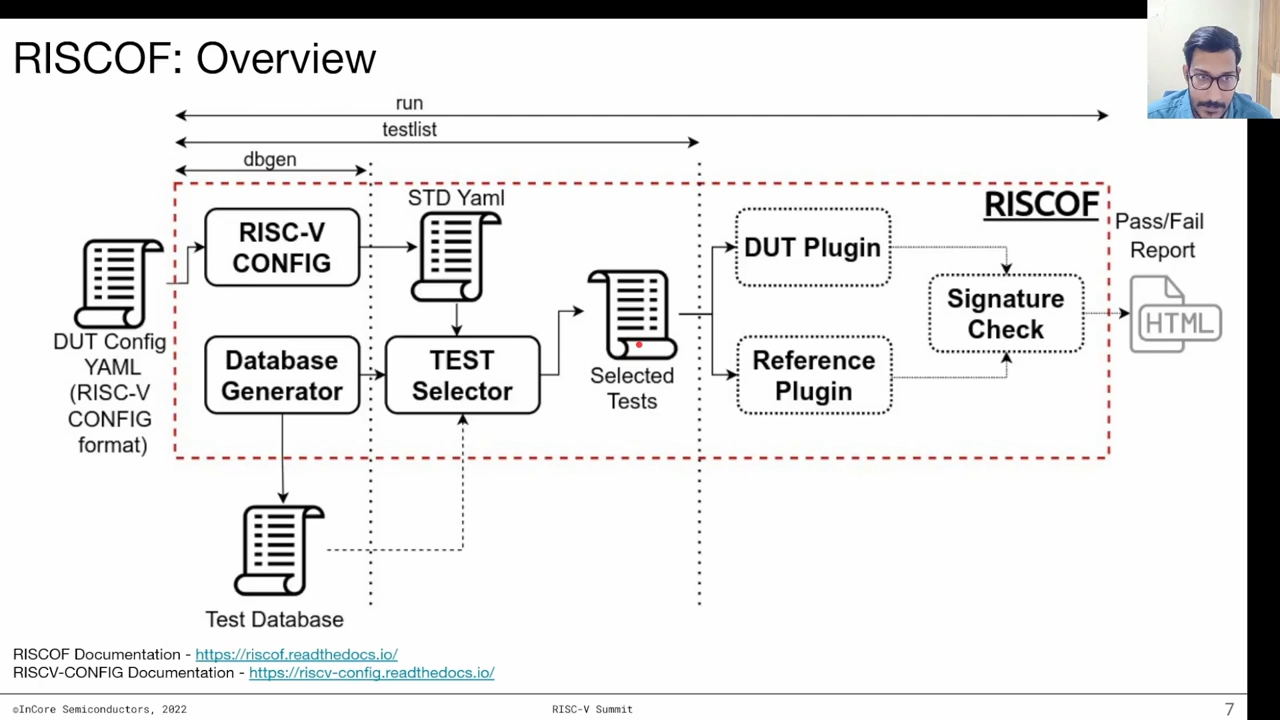 RISCOF: Overview
run
testlist
dbgen
STD Yaml
RISCOF
RISC-V
CONFIG
DUT Plugin
Pass/Fail
Report
Signature
Check
HTML
DUT Config
YAML
(RISC-V
CONFIG
format)
Database
Generator
TEST
Selector
Selected
Tests
Reference
Plugin
Test Database
RISCOF Documentation - https://riscof.readthedocs.io/
RISCV-CONFIG Documentation - https://riscv-config.readthedocs.io/
©InCore Semiconductors, 2022
RISC-V Summit
7